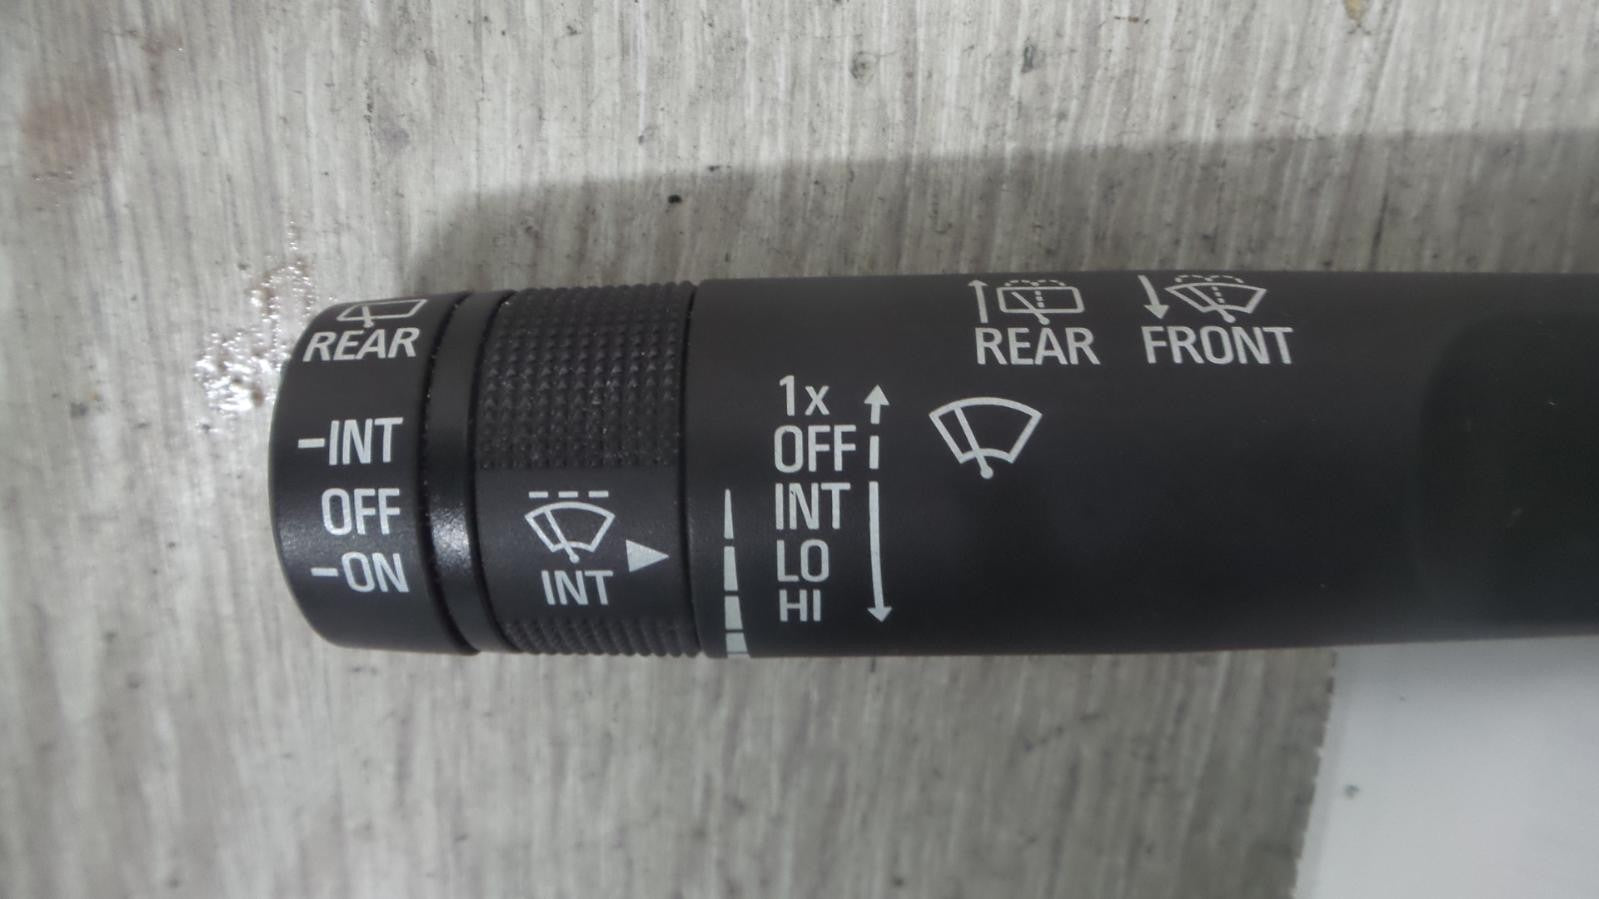 REAR
-INT
OFF
-ON
INT
1x
OFF
INT
LO
HI
REAR FRONT